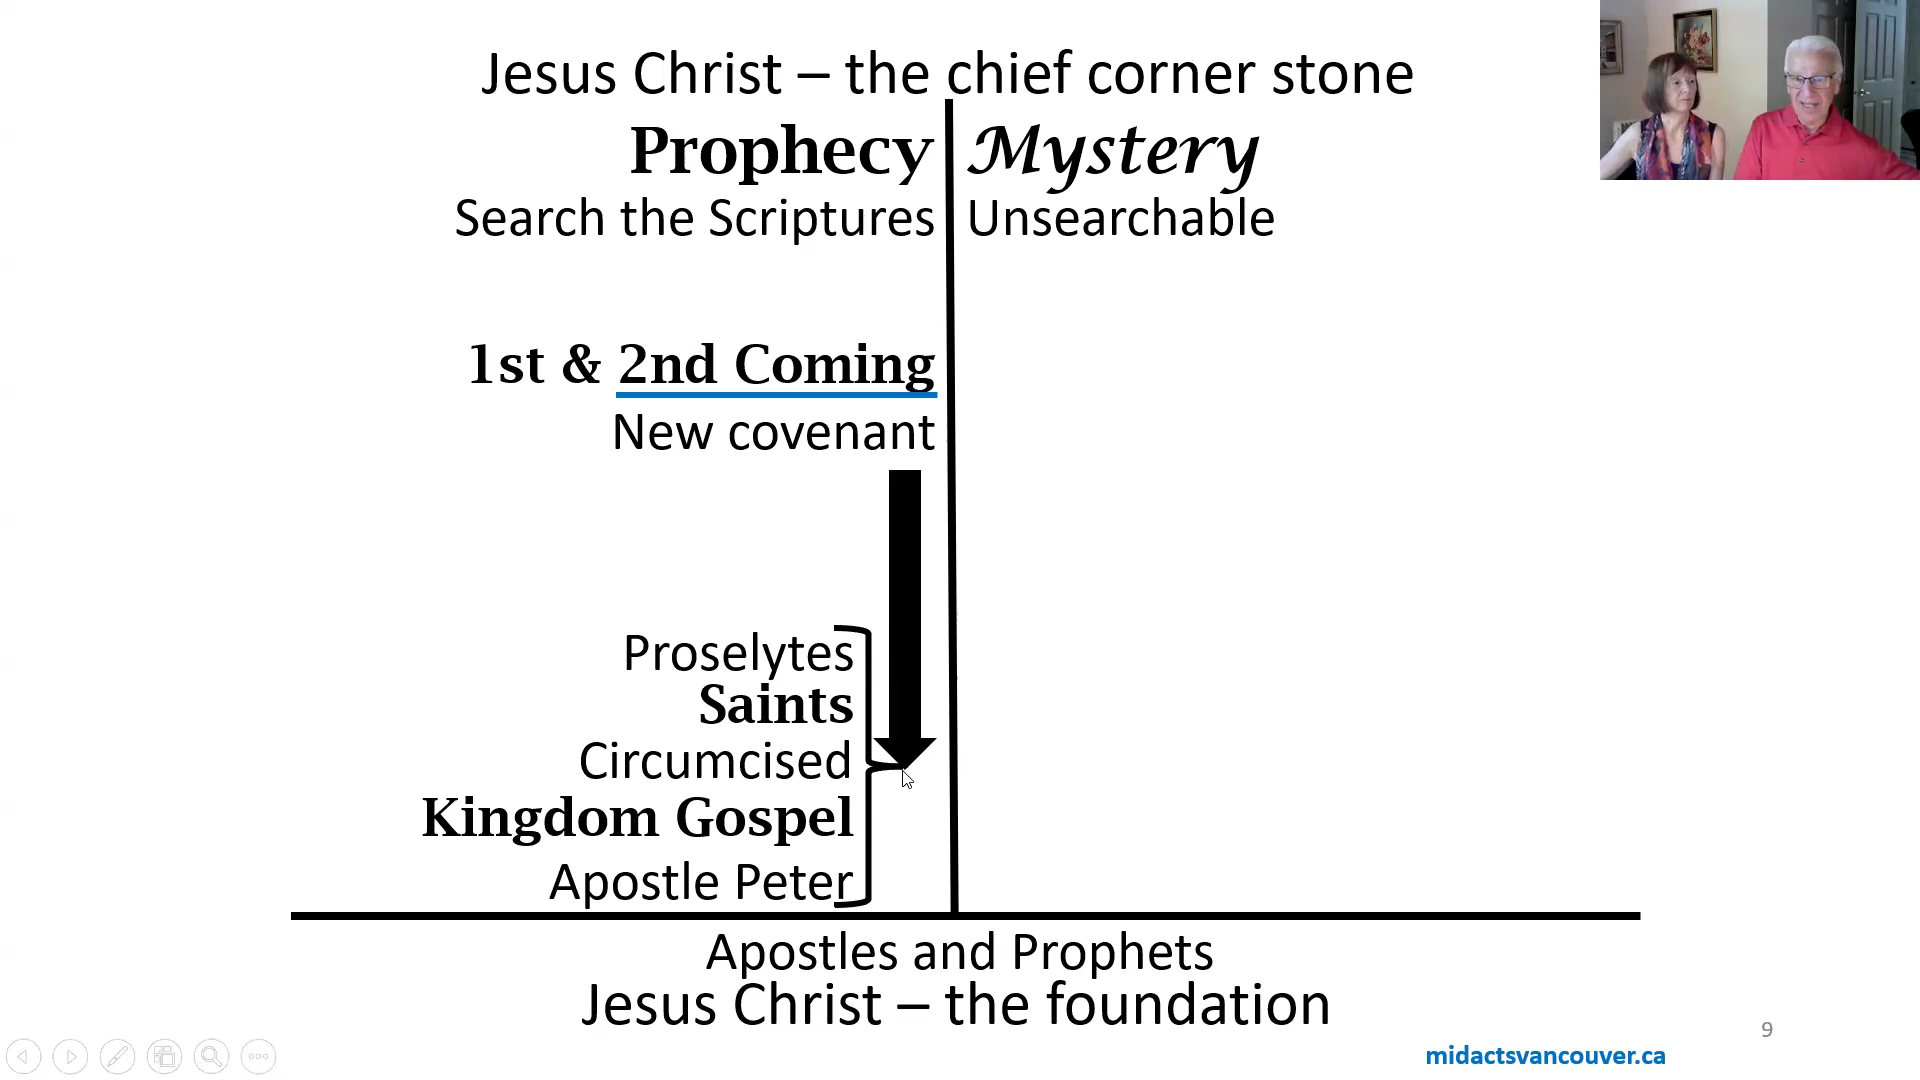 Jesus Christ – the chief corner stone
Prophecy Mystery
Search the Scriptures Unsearchable
1st & 2nd Coming
New covenant
Proselytes
Saints
Circumcised
Kingdom Gospel
Apostle Peter
Apostles and Prophets
Jesus Christ – the foundation
9
midactsvancouver.ca